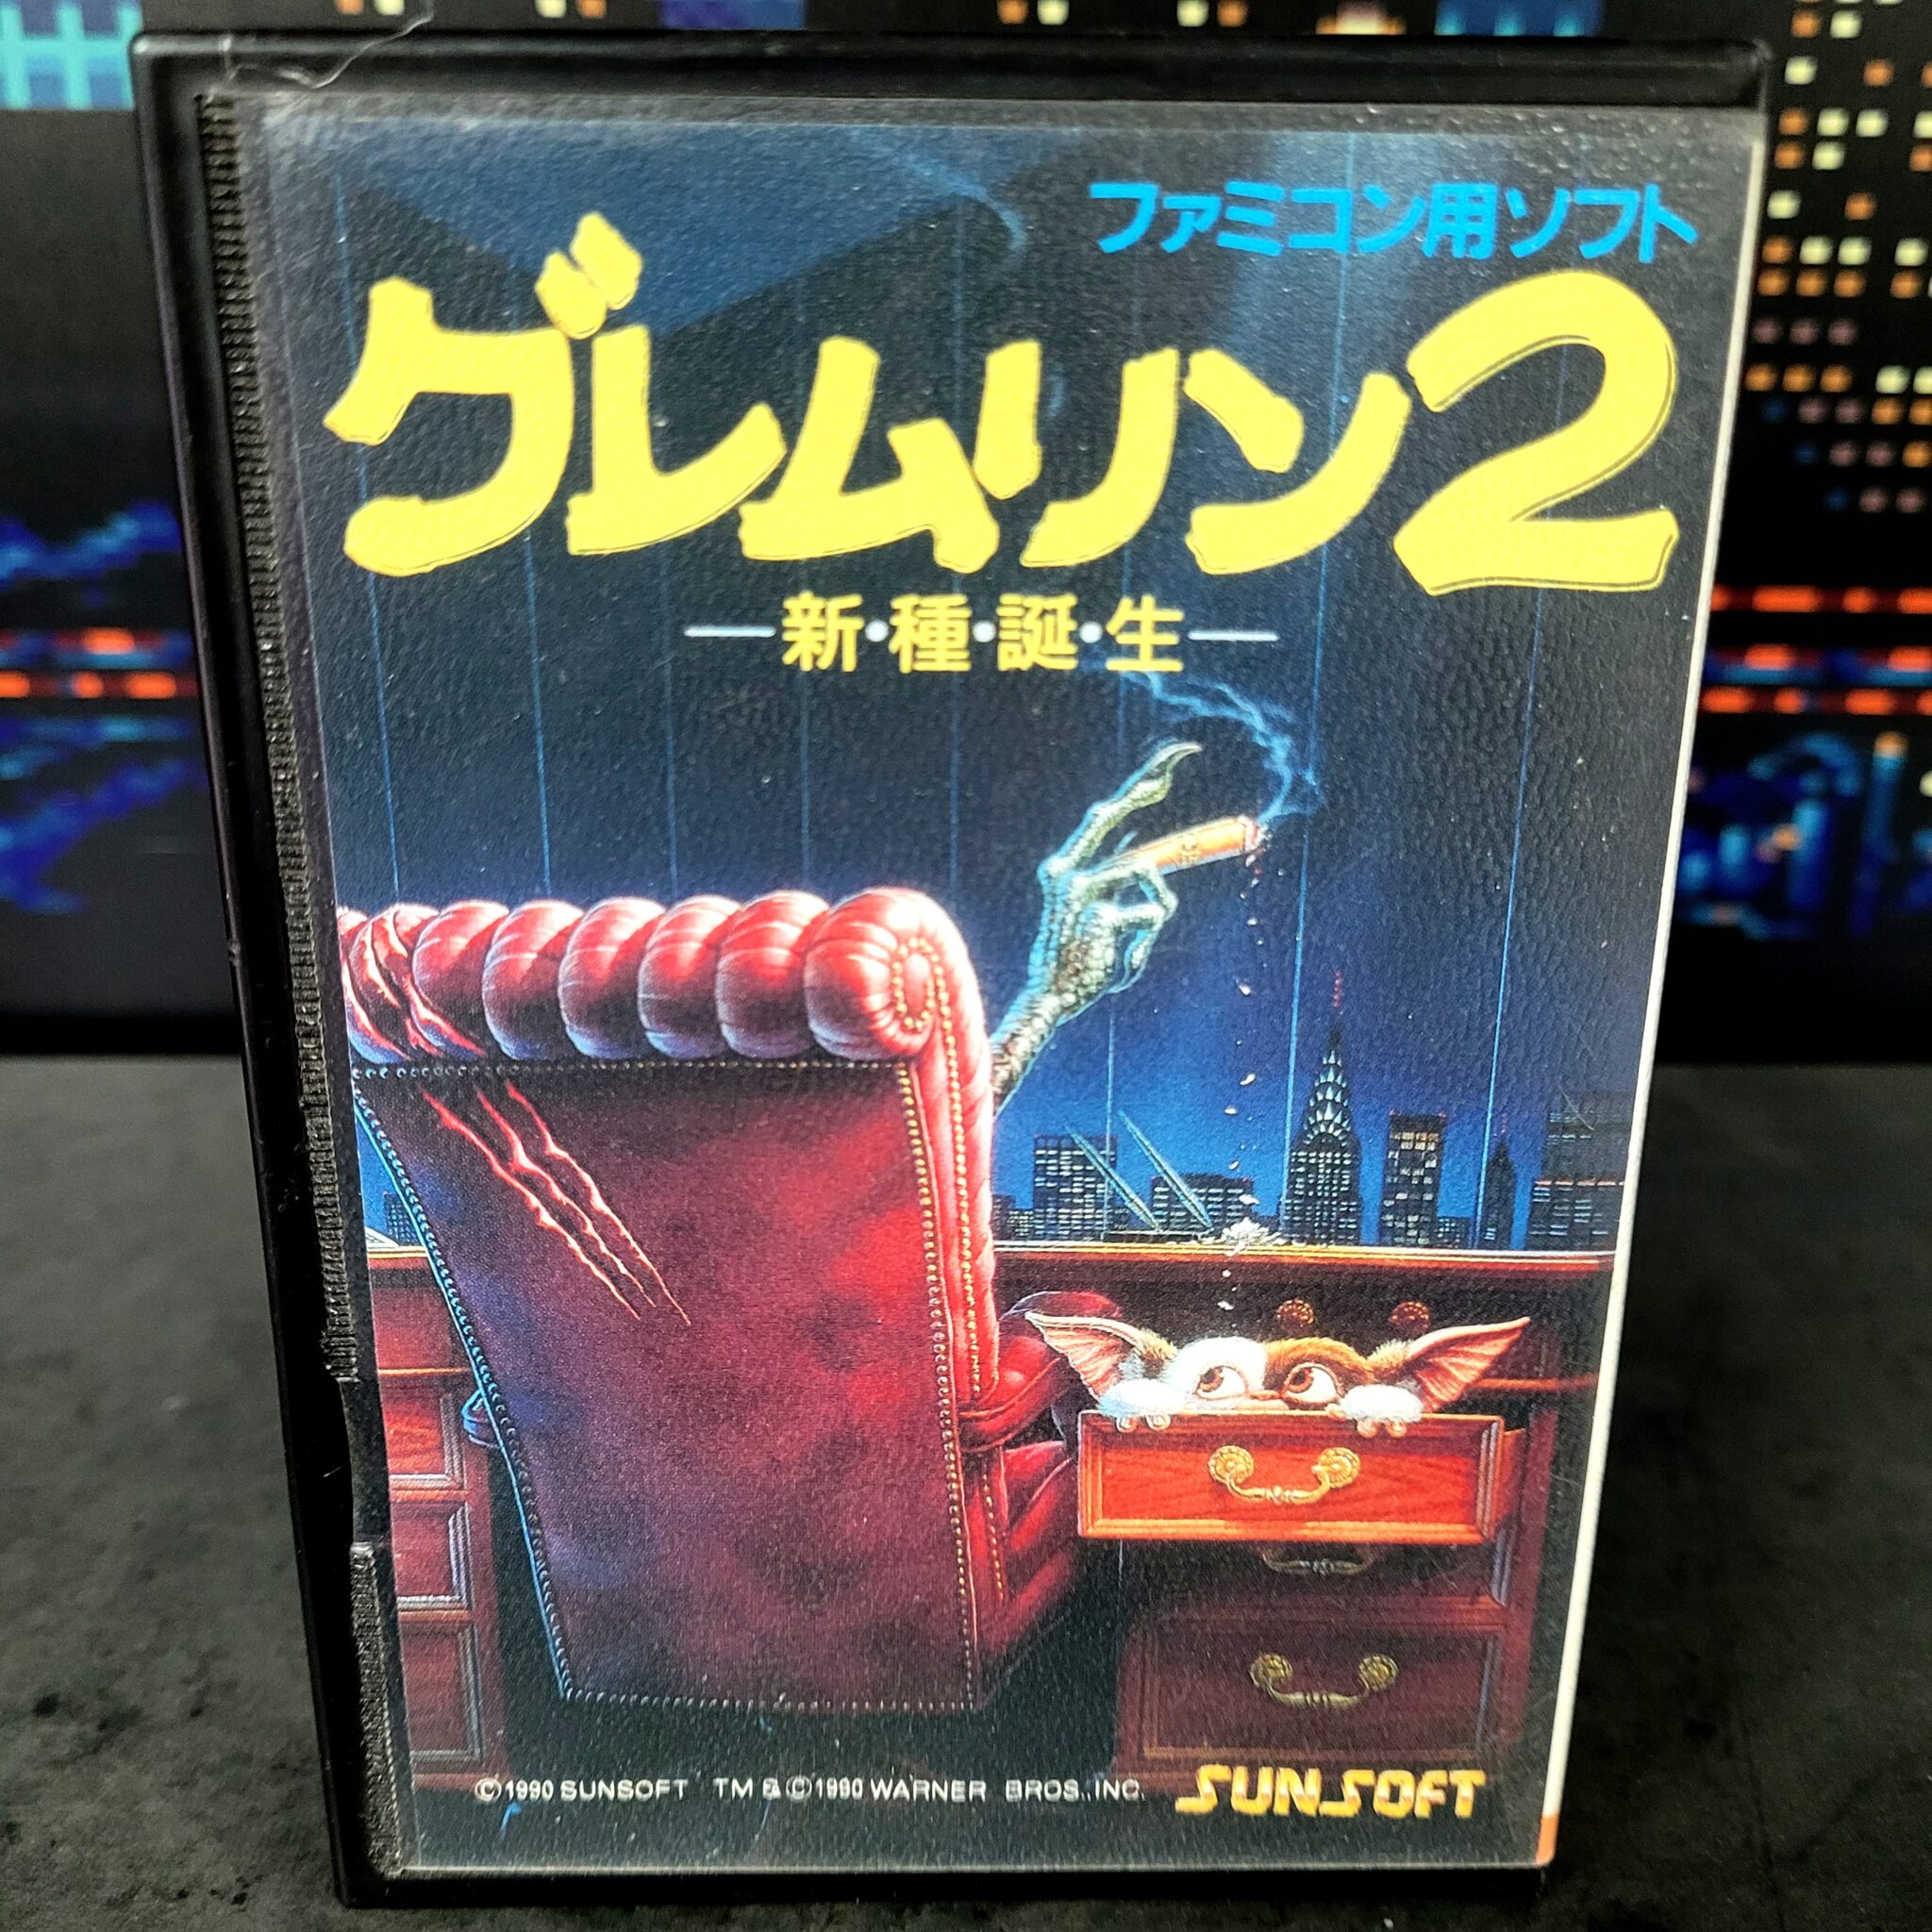 ファミコン用ソフト
グレムリン2
新・種・誕・生
©1990 SUNSOFT TM & ©1990 WARNER BROS., INC.
SUNSOFT